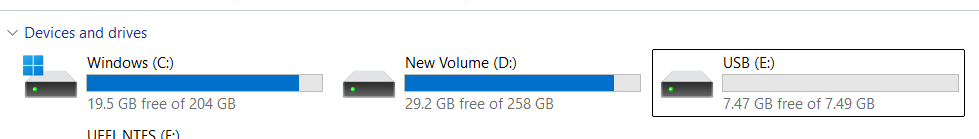 Devices and drives
Windows (C:)
19.5 GB free of 204 GB
New Volume (D:)
29.2 GB free of 258 GB
USB (E:)
7.47 GB free of 7.49 GB
UEFI_NTFS (F:)